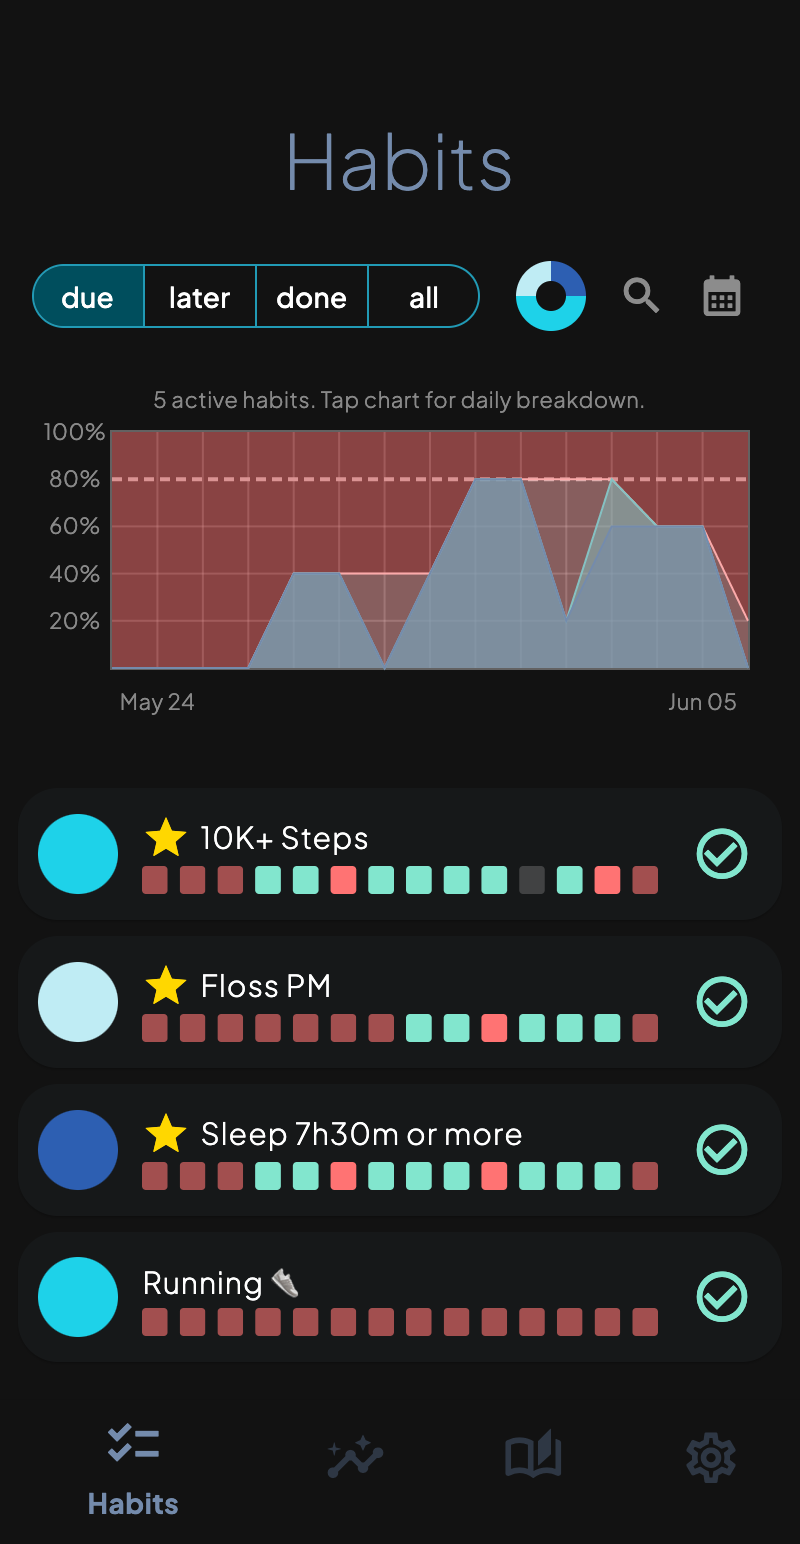 Habits
due later done all
5 active habits. Tap chart for daily breakdown.
100%
80%
60%
40%
20%
May 24 Jun 05
10K+ Steps
Floss PM
Sleep 7h30m or more
Running
Habits